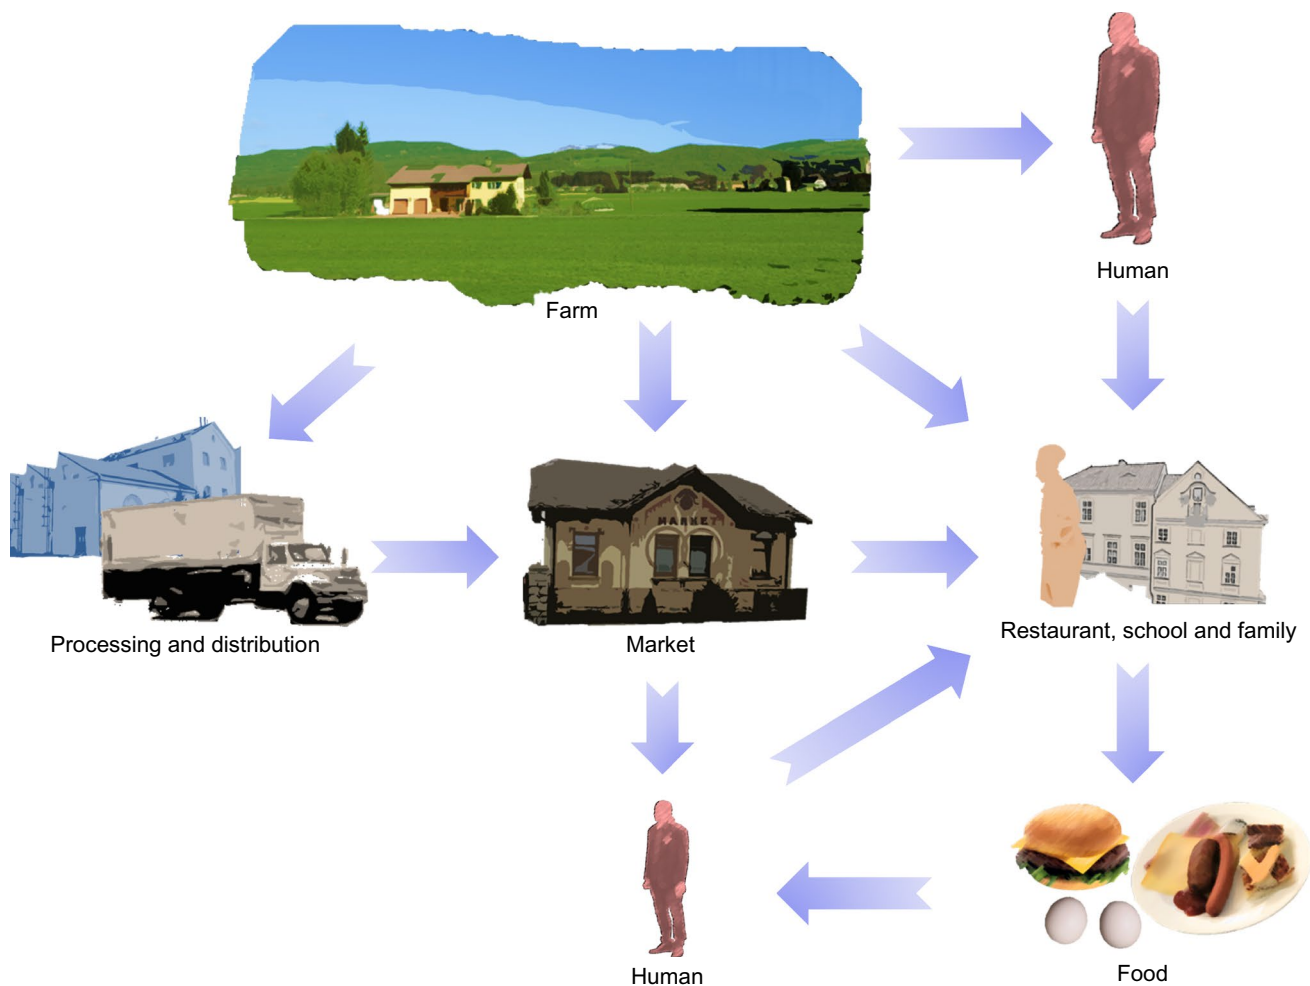 Human
Farm
MARKET
Processing and distribution
Market
Restaurant, school and family
Human
Food